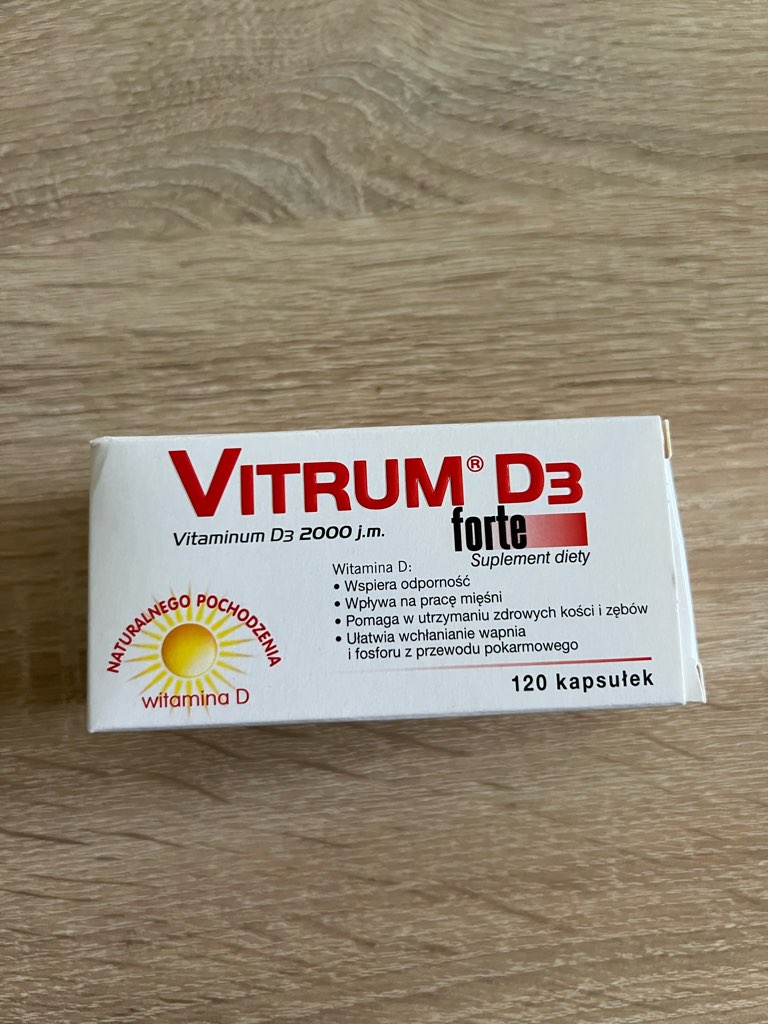 VITRUM® D3
forte
Vitaminum D3 2000 j.m.
Suplement diety
Witamina D:
• Wspiera odporność
• Wpływa na pracę mięśni
• Pomaga w utrzymaniu zdrowych kości i zębów
• Ułatwia wchłanianie wapnia
i fosforu z przewodu pokarmowego
NATURALNEGO POCHODZENIA
witamina D
120 kapsułek